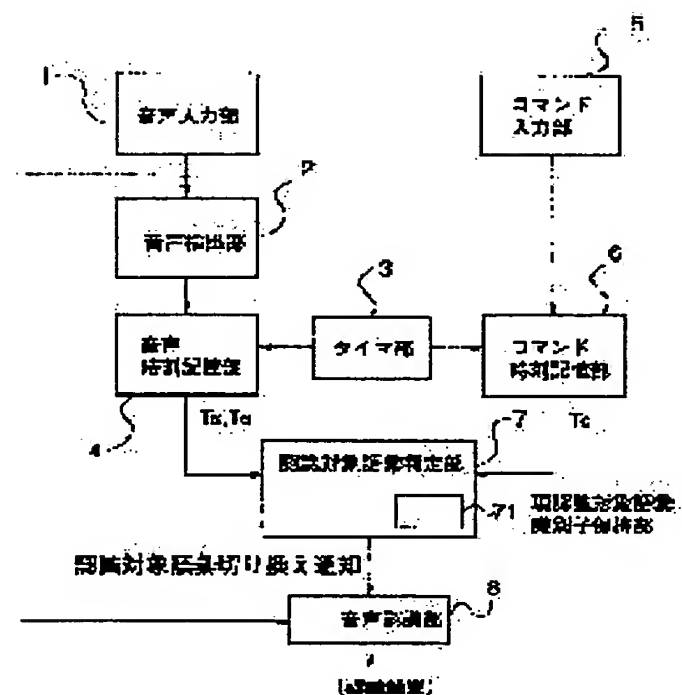 1
音声入力部
5
コマンド
入力部
2
音声検出部
3
タイマ部
6
音声
時刻記憶部
コマンド
時刻記憶部
4
Tc
認識対象語彙判定部
7
71
認識対象語彙切り換え通知
音声認識部
8